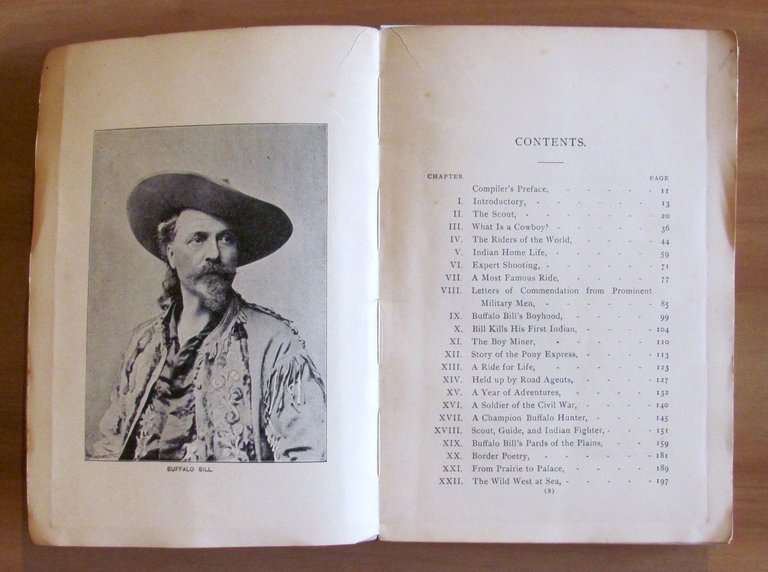 BUFFALO BILL.
CONTENTS.
CHAPTER PAGE
Compiler's Preface, - - - - - 11
I. Introductory, - - - - - - 13
II. The Scout, - - - - - - 20
III. What Is a Cowboy? - - - - - 36
IV. The Riders of the World, - - - - 44
V. Indian Home Life, - - - - - 59
VI. Expert Shooting, - - - - - - 71
VII. A Most Famous Ride, - - - - - 77
VIII. Letters of Commendation from Prominent
Military Men, - - - - - - 85
IX. Buffalo Bill's Boyhood, - - - - 99
X. Bill Kills His First Indian, - - - - 104
XI. The Boy Miner, - - - - - 110
XII. Story of the Pony Express, - - - - 113
XIII. A Ride for Life, - - - - - 123
XIV. Held up by Road Agents, - - - - 127
XV. A Year of Adventures, - - - - 132
XVI. A Soldier of the Civil War, - - - - 140
XVII. A Champion Buffalo Hunter, - - - 145
XVIII. Scout, Guide, and Indian Fighter, - - - 151
XIX. Buffalo Bill's Pards of the Plains, - - 159
XX. Border Poetry, - - - - - - 181
XXI. From Prairie to Palace, - - - - 189
XXII. The Wild West at Sea, - - - - - 197
(9)